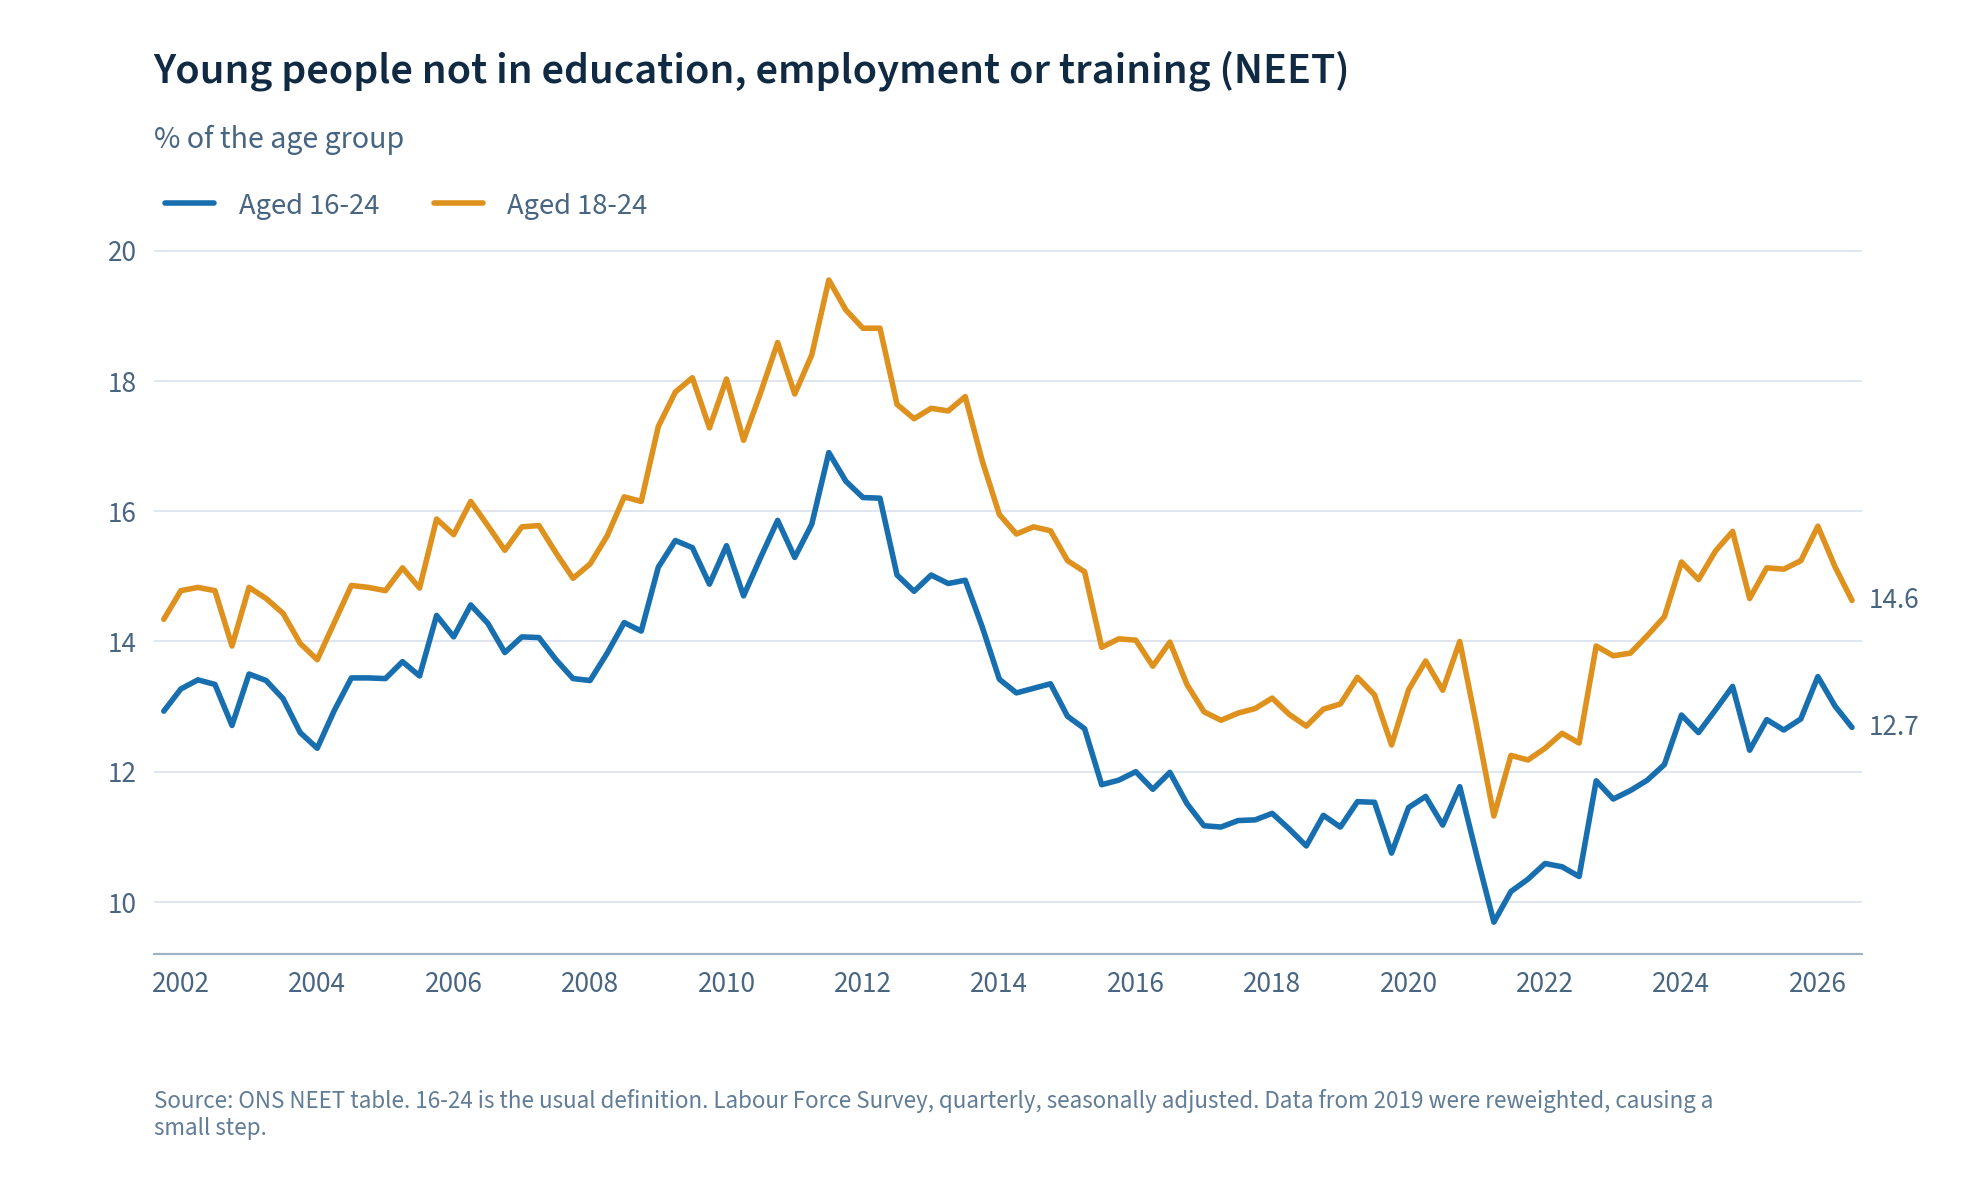 Young people not in education, employment or training (NEET)
% of the age group
Aged 16-24 Aged 18-24
20
18
16
14
12
10
14.6
12.7
2002 2004 2006 2008 2010 2012 2014 2016 2018 2020 2022 2024 2026
Source: ONS NEET table. 16-24 is the usual definition. Labour Force Survey, quarterly, seasonally adjusted. Data from 2019 were reweighted, causing a
small step.